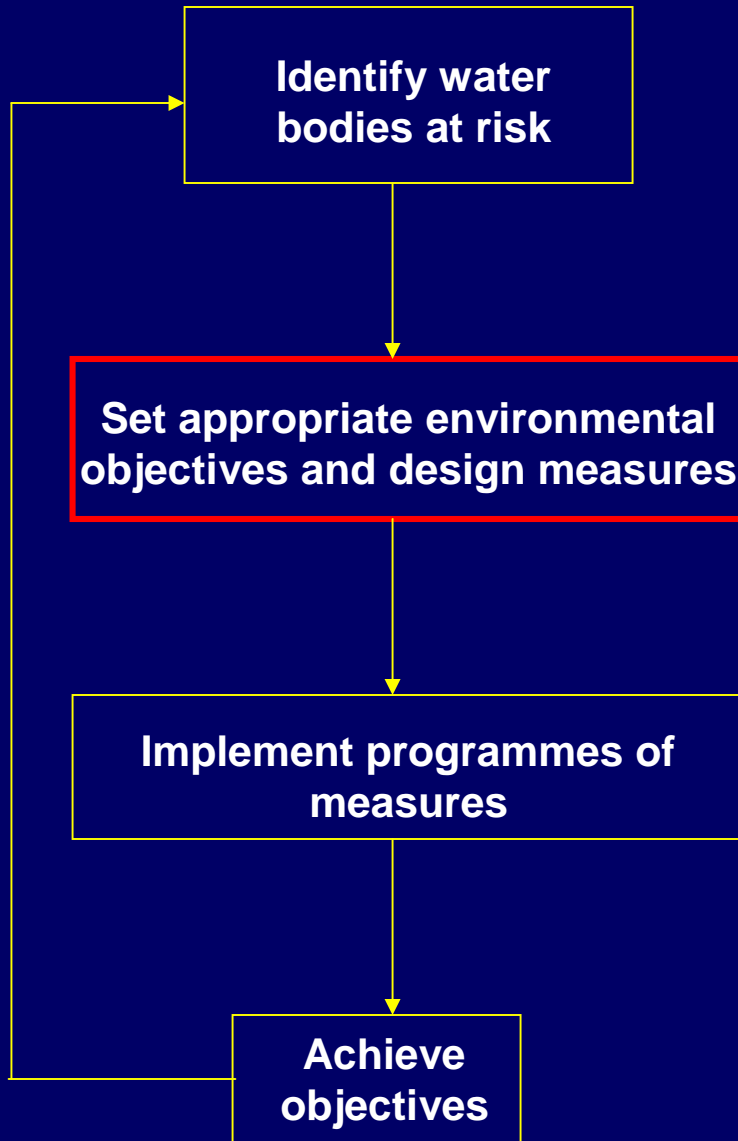 Identify water
bodies at risk
Set appropriate environmental
objectives and design measures
Implement programmes of
measures
Achieve
objectives